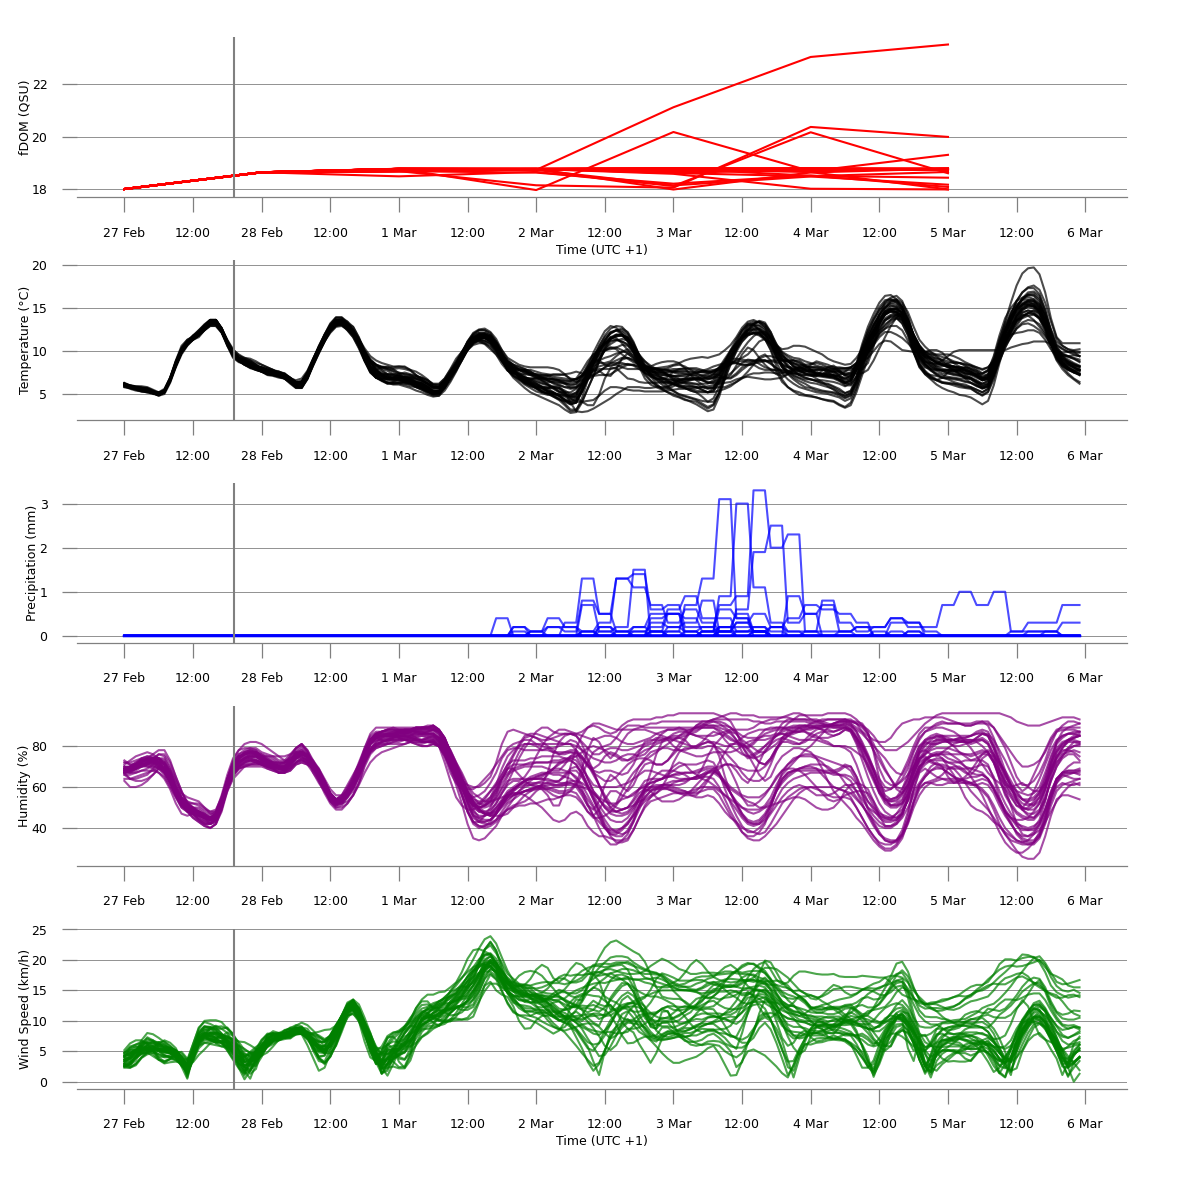 22
20
18
fDOM (QSU)
27 Feb 12:00 28 Feb 12:00 1 Mar 12:00 2 Mar 12:00 3 Mar 12:00 4 Mar 12:00 5 Mar 12:00 6 Mar
Time (UTC +1)
20
15
10
5
Temperature (°C)
27 Feb 12:00 28 Feb 12:00 1 Mar 12:00 2 Mar 12:00 3 Mar 12:00 4 Mar 12:00 5 Mar 12:00 6 Mar
3
2
1
0
Precipitation (mm)
27 Feb 12:00 28 Feb 12:00 1 Mar 12:00 2 Mar 12:00 3 Mar 12:00 4 Mar 12:00 5 Mar 12:00 6 Mar
80
60
40
Humidity (%)
27 Feb 12:00 28 Feb 12:00 1 Mar 12:00 2 Mar 12:00 3 Mar 12:00 4 Mar 12:00 5 Mar 12:00 6 Mar
25
20
15
10
5
0
Wind Speed (km/h)
27 Feb 12:00 28 Feb 12:00 1 Mar 12:00 2 Mar 12:00 3 Mar 12:00 4 Mar 12:00 5 Mar 12:00 6 Mar
Time (UTC +1)